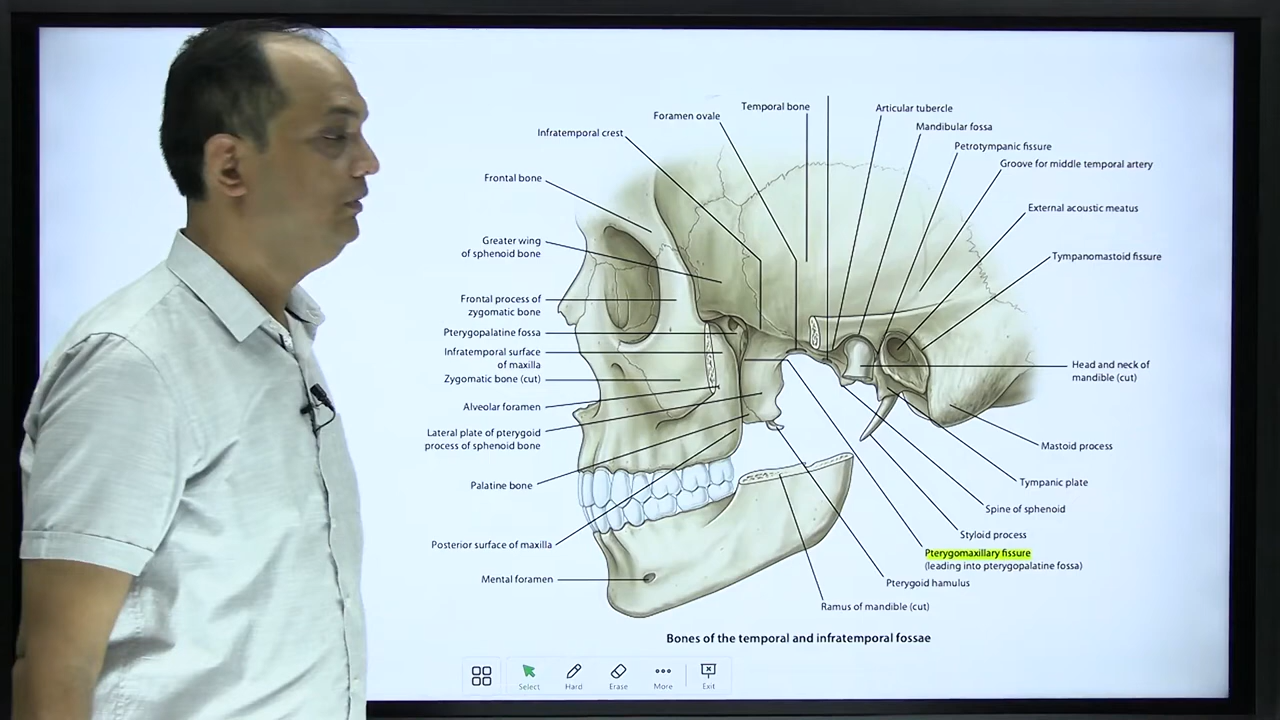 Temporal bone
Articular tubercle
Foramen ovale
Mandibular fossa
Infratemporal crest
Petrotympanic fissure
Groove for middle temporal artery
Frontal bone
External acoustic meatus
Greater wing
of sphenoid bone
Tympanomastoid fissure
Frontal process of
zygomatic bone
Pterygopalatine fossa
Infratemporal surface
of maxilla
Head and neck of
mandible (cut)
Zygomatic bone (cut)
Alveolar foramen
Lateral plate of pterygoid
process of sphenoid bone
Mastoid process
Palatine bone
Tympanic plate
Spine of sphenoid
Styloid process
Posterior surface of maxilla
Pterygomaxillary fissure
(leading into pterygopalatine fossa)
Mental foramen
Pterygoid hamulus
Ramus of mandible (cut)
Bones of the temporal and infratemporal fossae
Select Hard Erase More Exit